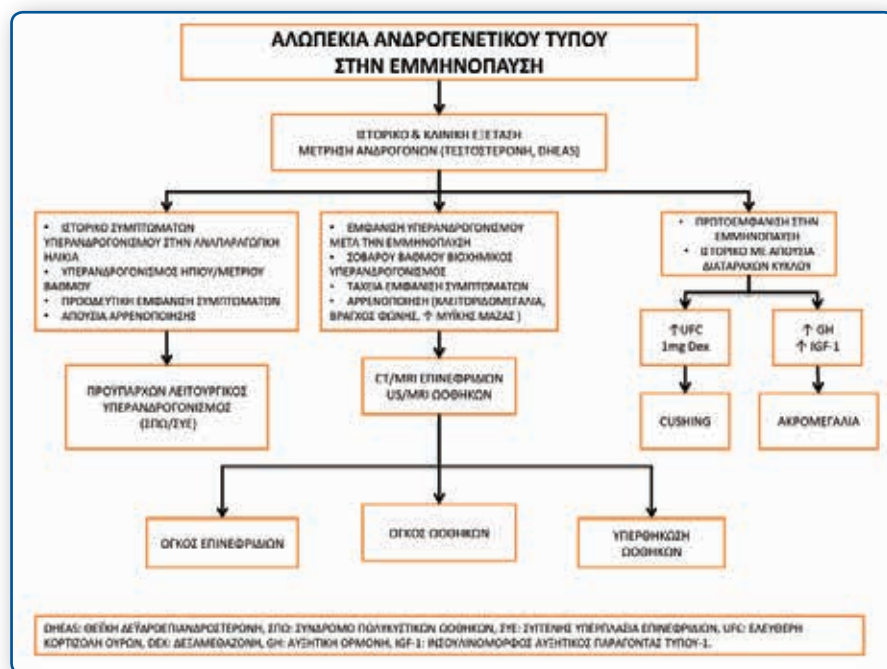 ΑΛΩΠΕΚΙΑ ΑΝΔΡΟΓΕΝΕΤΙΚΟΥ ΤΥΠΟΥ
ΣΤΗΝ ΕΜΜΗΝΟΠΑΥΣΗ
ΙΣΤΟΡΙΚΟ & ΚΛΙΝΙΚΗ ΕΞΕΤΑΣΗ
ΜΕΤΡΗΣΗ ΑΝΔΡΟΓΟΝΩΝ (ΤΕΣΤΟΣΤΕΡΟΝΗ, DHEAS)
• ΙΣΤΟΡΙΚΟ ΣΥΜΠΤΩΜΑΤΩΝ
ΥΠΕΡΑΝΔΡΟΓΟΝΙΣΜΟΥ ΣΤΗΝ ΑΝΑΠΑΡΑΓΩΓΙΚΗ
ΗΛΙΚΙΑ
• ΥΠΕΡΑΝΔΡΟΓΟΝΙΣΜΟΣ ΗΠΙΟΥ/ΜΕΤΡΙΟΥ
ΒΑΘΜΟΥ
• ΠΡΟΟΔΕΥΤΙΚΗ ΕΜΦΑΝΙΣΗ ΣΥΜΠΤΩΜΑΤΩΝ
• ΑΠΟΥΣΙΑ ΑΡΡΕΝΟΠΟΙΗΣΗΣ
• ΕΜΦΑΝΙΣΗ ΥΠΕΡΑΝΔΡΟΓΟΝΙΣΜΟΥ
ΜΕΤΑ ΤΗΝ ΕΜΜΗΝΟΠΑΥΣΗ
• ΣΟΒΑΡΟΥ ΒΑΘΜΟΥ ΒΙΟΧΗΜΙΚΟΣ
ΥΠΕΡΑΝΔΡΟΓΟΝΙΣΜΟΣ
• ΤΑΧΕΙΑ ΕΜΦΑΝΙΣΗ ΣΥΜΠΤΩΜΑΤΩΝ
• ΑΡΡΕΝΟΠΟΙΗΣΗ (ΚΛΕΙΤΟΡΙΔΟΜΕΓΑΛΙΑ,
ΒΡΑΓΧΟΣ ΦΩΝΗΣ, ↑ ΜΥΪΚΗΣ ΜΑΖΑΣ )
• ΠΡΩΤΟΕΜΦΑΝΙΣΗ ΣΤΗΝ
ΕΜΜΗΝΟΠΑΥΣΗ
• ΙΣΤΟΡΙΚΟ ΜΕ ΑΠΟΥΣΙΑ
ΔΙΑΤΑΡΑΧΩΝ ΚΥΚΛΟΥ
↑UFC
1mg Dex
↑ GH
↑ IGF-1
ΠΡΟΫΠΑΡΧΩΝ ΛΕΙΤΟΥΡΓΙΚΟΣ
ΥΠΕΡΑΝΔΡΟΓΟΝΙΣΜΟΣ
(ΣΠΩ/ΣΥΕ)
CT/MRI ΕΠΙΝΕΦΡΙΔΙΩΝ
US/MRI ΩΟΘΗΚΩΝ
CUSHING
ΑΚΡΟΜΕΓΑΛΙΑ
ΟΓΚΟΣ ΕΠΙΝΕΦΡΙΔΙΩΝ
ΟΓΚΟΣ ΩΟΘΗΚΩΝ
ΥΠΕΡΘΗΚΩΣΗ
ΩΟΘΗΚΩΝ
DHEAS: ΘΕΪΚΗ ΔΕΫΔΡΟΕΠΙΑΝΔΡΟΣΤΕΡΟΝΗ, ΣΠΩ: ΣΥΝΔΡΟΜΟ ΠΟΛΥΚΥΣΤΙΚΩΝ ΩΟΘΗΚΩΝ, ΣΥΕ: ΣΥΓΓΕΝΗΣ ΥΠΕΡΠΛΑΣΙΑ ΕΠΙΝΕΦΡΙΔΙΩΝ, UFC: ΕΛΕΥΘΕΡΗ
ΚΟΡΤΙΖΟΛΗ ΟΥΡΩΝ, DEX: ΔΕΞΑΜΕΘΑΖΟΝΗ, GH: ΑΥΞΗΤΙΚΗ ΟΡΜΟΝΗ, IGF-1: ΙΝΣΟΥΛΙΝΟΜΟΡΦΟΣ ΑΥΞΗΤΙΚΟΣ ΠΑΡΑΓΟΝΤΑΣ ΤΥΠΟΥ-1.